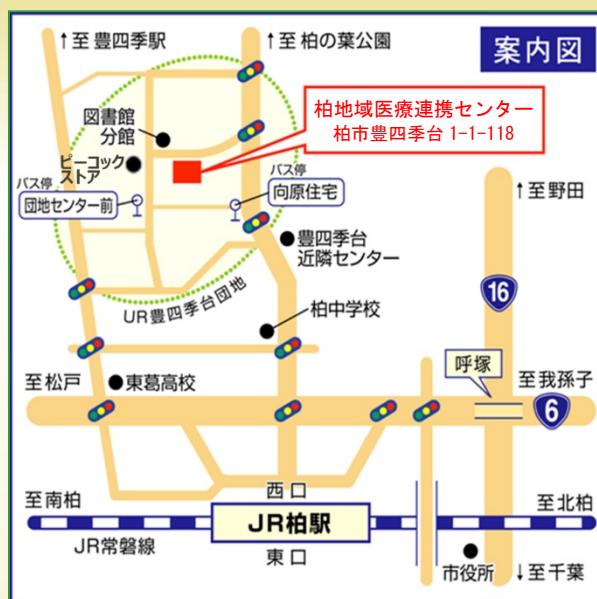 ↑至 豊四季駅
↑至 柏の葉公園
案内図
柏地域医療連携センター
柏市豊四季台 1-1-118
図書館
分館
ピーコック
ストア
バス停
団地センター前
バス停
向原住宅
↑至野田
豊四季台
近隣センター
UR豊四季台団地
16
柏中学校
呼塚
至松戸
東葛高校
至我孫子
6
西口
至南柏
JR柏駅
至北柏
JR常磐線
東口
市役所
↓至千葉